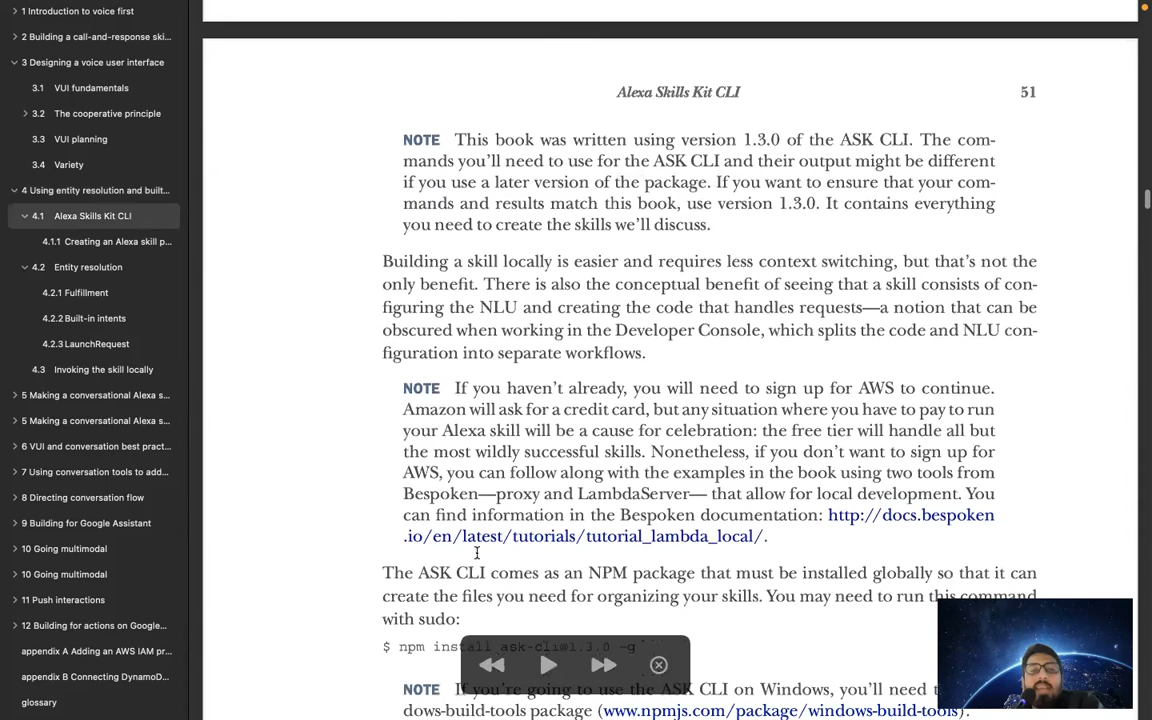 1 Introduction to voice first
2 Building a call-and-response ski...
3 Designing a voice user interface
3.1 VUI fundamentals
3.2 The cooperative principle
3.3 VUI planning
3.4 Variety
4 Using entity resolution and built...
4.1 Alexa Skills Kit CLI
4.1.1 Creating an Alexa skill p...
4.2 Entity resolution
4.2.1 Fulfillment
4.2.2 Built-in intents
4.2.3 LaunchRequest
4.3 Invoking the skill locally
5 Making a conversational Alexa s...
5 Making a conversational Alexa s...
6 VUI and conversation best pract...
7 Using conversation tools to add...
8 Directing conversation flow
9 Building for Google Assistant
10 Going multimodal
10 Going multimodal
11 Push interactions
12 Building for actions on Google...
appendix A Adding an AWS IAM pr...
appendix B Connecting DynamoD...
glossary
Alexa Skills Kit CLI 51
NOTE This book was written using version 1.3.0 of the ASK CLI. The com-
mands you'll need to use for the ASK CLI and their output might be different
if you use a later version of the package. If you want to ensure that your com-
mands and results match this book, use version 1.3.0. It contains everything
you need to create the skills we'll discuss.
Building a skill locally is easier and requires less context switching, but that's not the
only benefit. There is also the conceptual benefit of seeing that a skill consists of con-
figuring the NLU and creating the code that handles requests—a notion that can be
obscured when working in the Developer Console, which splits the code and NLU con-
figuration into separate workflows.
NOTE If you haven't already, you will need to sign up for AWS to continue.
Amazon will ask for a credit card, but any situation where you have to pay to run
your Alexa skill will be a cause for celebration: the free tier will handle all but
the most wildly successful skills. Nonetheless, if you don't want to sign up for
AWS, you can follow along with the examples in the book using two tools from
Bespoken—proxy and LambdaServer— that allow for local development. You
can find information in the Bespoken documentation: http://docs.bespoken
.io/en/latest/tutorials/tutorial_lambda_local/.
The ASK CLI comes as an NPM package that must be installed globally so that it can
create the files you need for organizing your skills. You may need to run this command
with sudo:
$ npm install ask-cli@1.3.0 -g
NOTE If you're going to use the ASK CLI on Windows, you'll need
dows-build-tools package (www.npmjs.com/package/windows-build-tools).